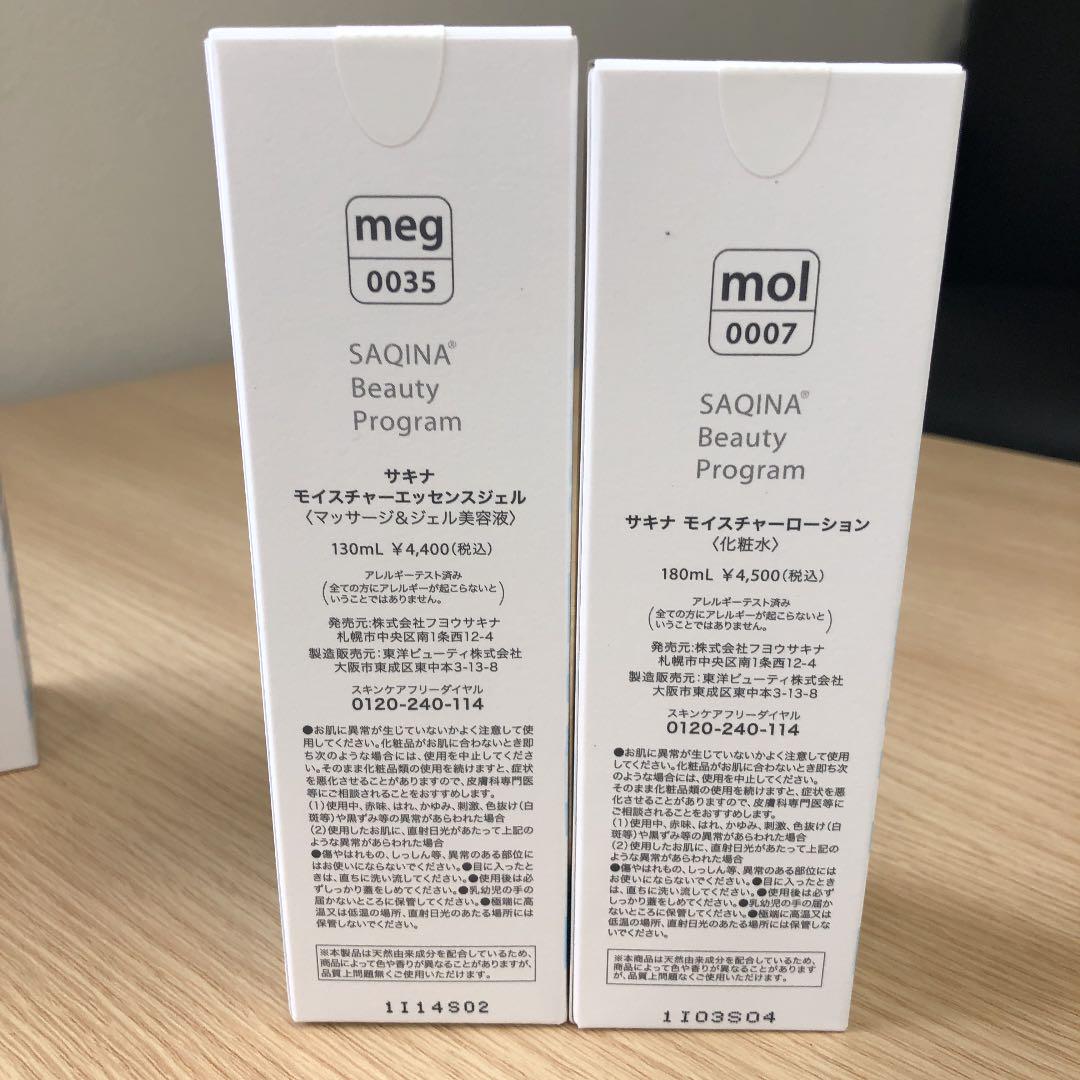 meg
0035
SAQINA®
Beauty
Program
サキナ
モイスチャーエッセンスジェル
〈マッサージ&ジェル美容液〉
130mL ¥4,400(税込)
アレルギーテスト済み
(全ての方にアレルギーが起こらないと
いうことではありません。)
発売元:株式会社フヨウサキナ
札幌市中央区南1条西12-4
製造販売元:東洋ビューティ株式会社
大阪市東成区東中本3-13-8
スキンケアフリーダイヤル
0120-240-114
●お肌に異常が生じていないかよく注意して使
用してください。化粧品がお肌に合わないとき即
ち次のような場合には、使用を中止してくださ
い。そのまま化粧品類の使用を続けますと、症状
を悪化させることがありますので、皮膚科専門医
等にご相談されることをおすすめします。
(1)使用中、赤味、はれ、かゆみ、刺激、色抜け(白
斑等)や黒ずみ等の異常があらわれた場合
(2)使用したお肌に、直射日光があたって上記の
ような異常があらわれた場合
●傷やはれもの、しっしん等、異常のある部位に
はお使いにならないでください。●目に入ったと
きは、直ちに洗い流してください。●使用後は必
ずしっかり蓋をしめてください。●乳幼児の手の
届かないところに保管してください。●極端に高
温又は低温の場所、直射日光のあたる場所には
保管しないでください。
※本製品は天然由来成分を配合しているため、
商品によって色や香りが異なることがありますが、
品質上問題無くご使用いただけます。
1I14S02
mol
0007
SAQINA®
Beauty
Program
サキナ モイスチャーローション
〈化粧水〉
180mL ¥4,500(税込)
アレルギーテスト済み
(全ての方にアレルギーが起こらないと
いうことではありません。)
発売元:株式会社フヨウサキナ
札幌市中央区南1条西12-4
製造販売元:東洋ビューティ株式会社
大阪市東成区東中本3-13-8
スキンケアフリーダイヤル
0120-240-114
●お肌に異常が生じていないかよく注意して使用
してください。化粧品がお肌に合わないとき即ち次
のような場合には、使用を中止してください。
そのまま化粧品類の使用を続けますと、症状を悪
化させることがありますので、皮膚科専門医等に
ご相談されることをおすすめします。
(1)使用中、赤味、はれ、かゆみ、刺激、色抜け(白
斑等)や黒ずみ等の異常があらわれた場合
(2)使用したお肌に、直射日光があたって上記の
ような異常があらわれた場合
●傷やはれもの、しっしん等、異常のある部位には
お使いにならないでください。●目に入ったとき
は、直ちに洗い流してください。●使用後は必ず
しっかり蓋をしめてください。●乳幼児の手の届か
ないところに保管してください。●極端に高温又は
低温の場所、直射日光のあたる場所には保管しな
いでください。
※本製品は天然由来成分を配合しているため、
商品によって色や香りが異なることがあります
が、品質上問題なくご使用いただけます。
1I03S04